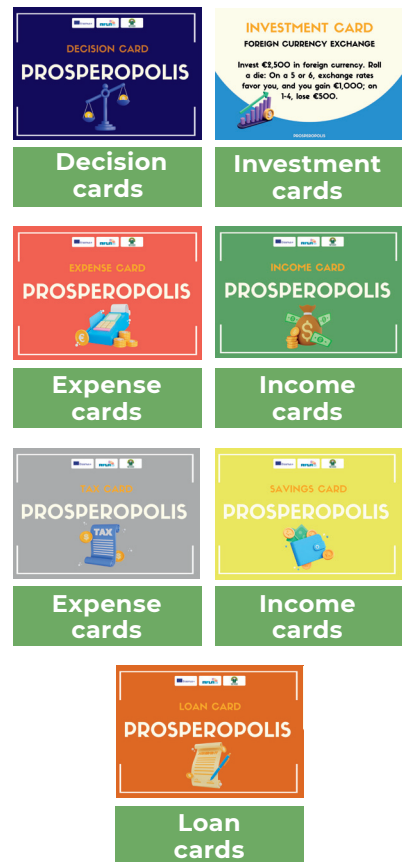 DECISION CARD
PROSPEROPOLIS
INVESTMENT CARD
FOREIGN CURRENCY EXCHANGE
Invest €2,500 in foreign currency. Roll
a die: On a 5 or 6, exchange rates
favor you, and you gain €1,000; on
1-4, lose €500.
PROSPEROPOLIS
Decision
cards
Investment
cards
EXPENSE CARD
PROSPEROPOLIS
INCOME CARD
PROSPEROPOLIS
Expense
cards
Income
cards
TAX CARD
PROSPEROPOLIS
TAX
SAVINGS CARD
PROSPEROPOLIS
Expense
cards
Income
cards
LOAN CARD
PROSPEROPOLIS
Loan
cards